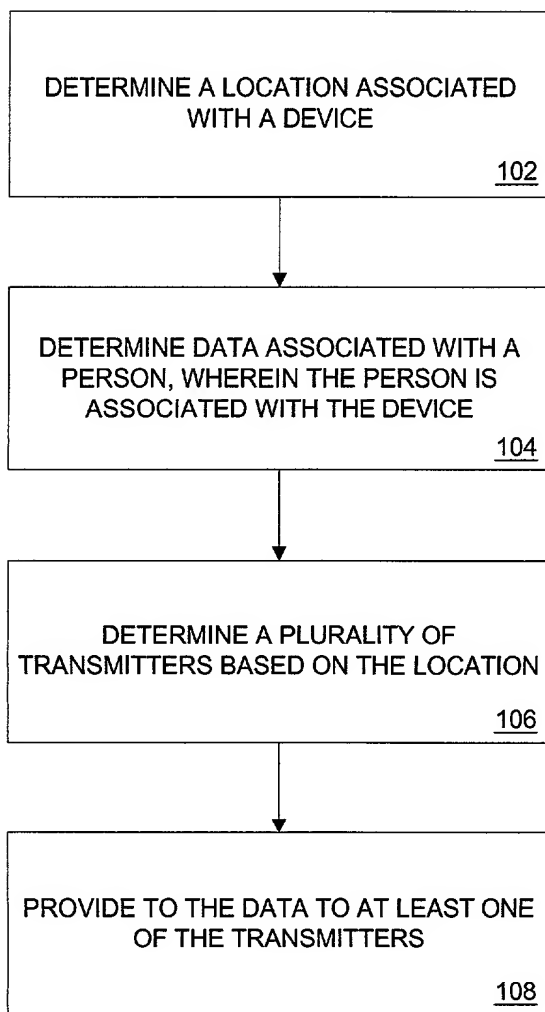 DETERMINE A LOCATION ASSOCIATED
WITH A DEVICE
102
DETERMINE DATA ASSOCIATED WITH A
PERSON, WHEREIN THE PERSON IS
ASSOCIATED WITH THE DEVICE
104
DETERMINE A PLURALITY OF
TRANSMITTERS BASED ON THE LOCATION
106
PROVIDE TO THE DATA TO AT LEAST ONE
OF THE TRANSMITTERS
108